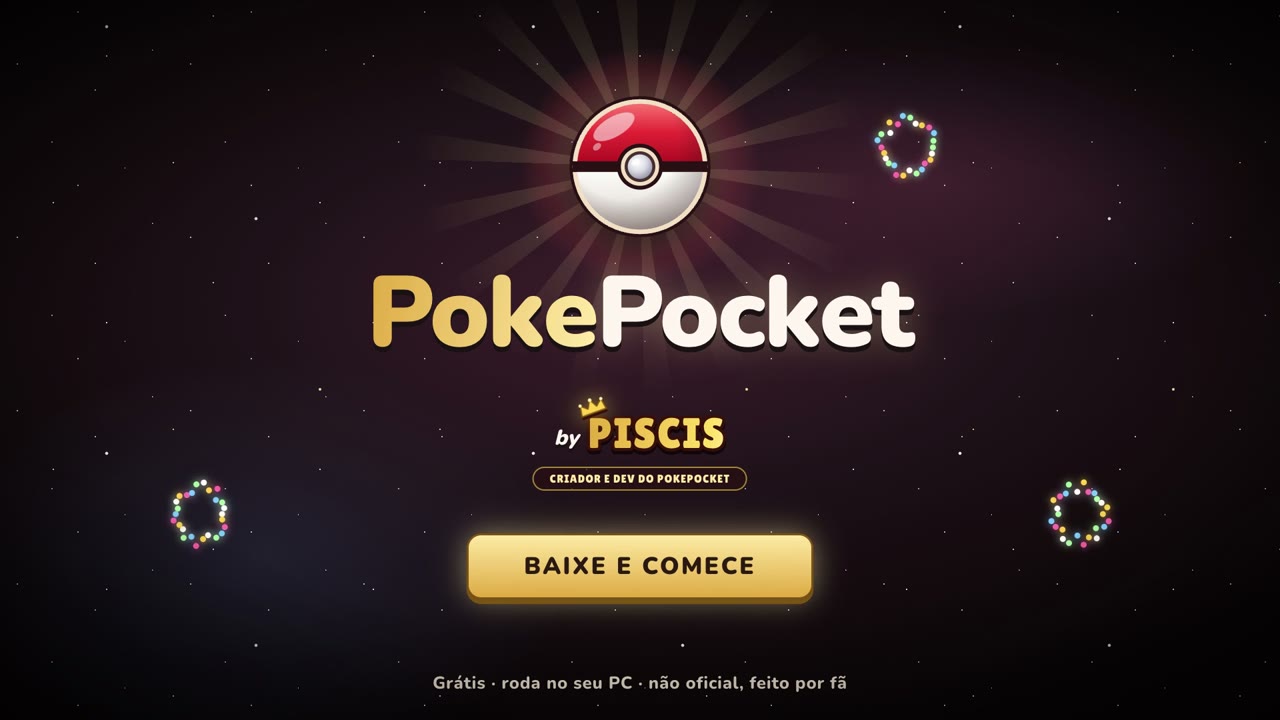 PokePocket
by PISCIS
CRIADOR E DEV DO POKEPOCKET
BAIXE E COMECE
Grátis · roda no seu PC · não oficial, feito por fã